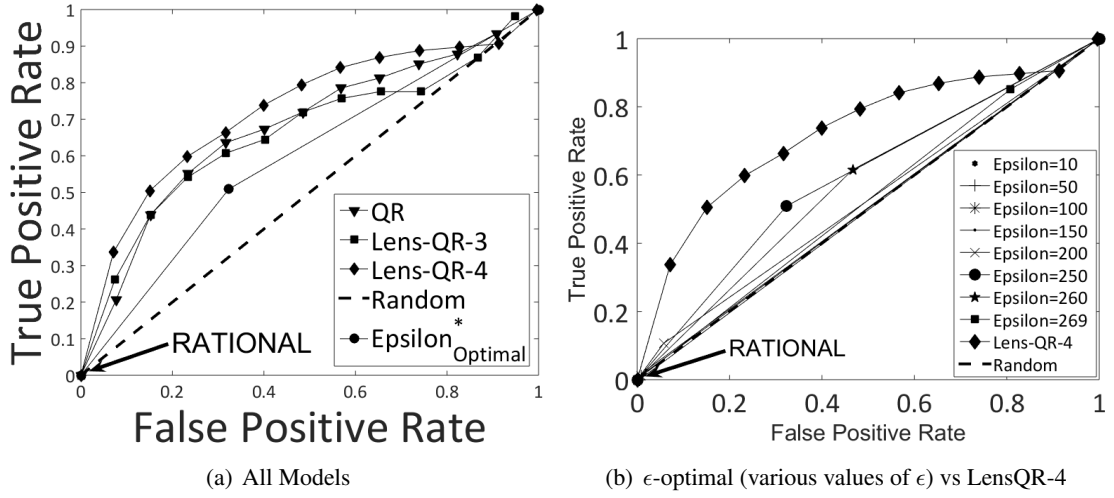 True Positive Rate
1
0.9
0.8
0.7
0.6
0.5
0.4
0.3
0.2
0.1
0
QR
Lens-QR-3
Lens-QR-4
Random
Epsilon*Optimal
RATIONAL
0 0.2 0.4 0.6 0.8 1
False Positive Rate
(a) All Models
True Positive Rate
1
0.8
0.6
0.4
0.2
0
Epsilon=10
Epsilon=50
Epsilon=100
Epsilon=150
Epsilon=200
Epsilon=250
Epsilon=260
Epsilon=269
Lens-QR-4
Random
RATIONAL
0 0.2 0.4 0.6 0.8 1
False Positive Rate
(b) ϵ-optimal (various values of ϵ) vs LensQR-4